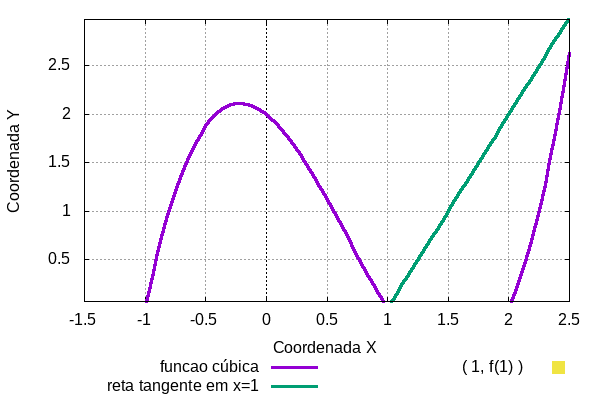 Coordenada Y
2.5
2
1.5
1
0.5
-1.5 -1 -0.5 0 0.5 1 1.5 2 2.5
Coordenada X
funcao cúbica
reta tangente em x=1
( 1, f(1) )